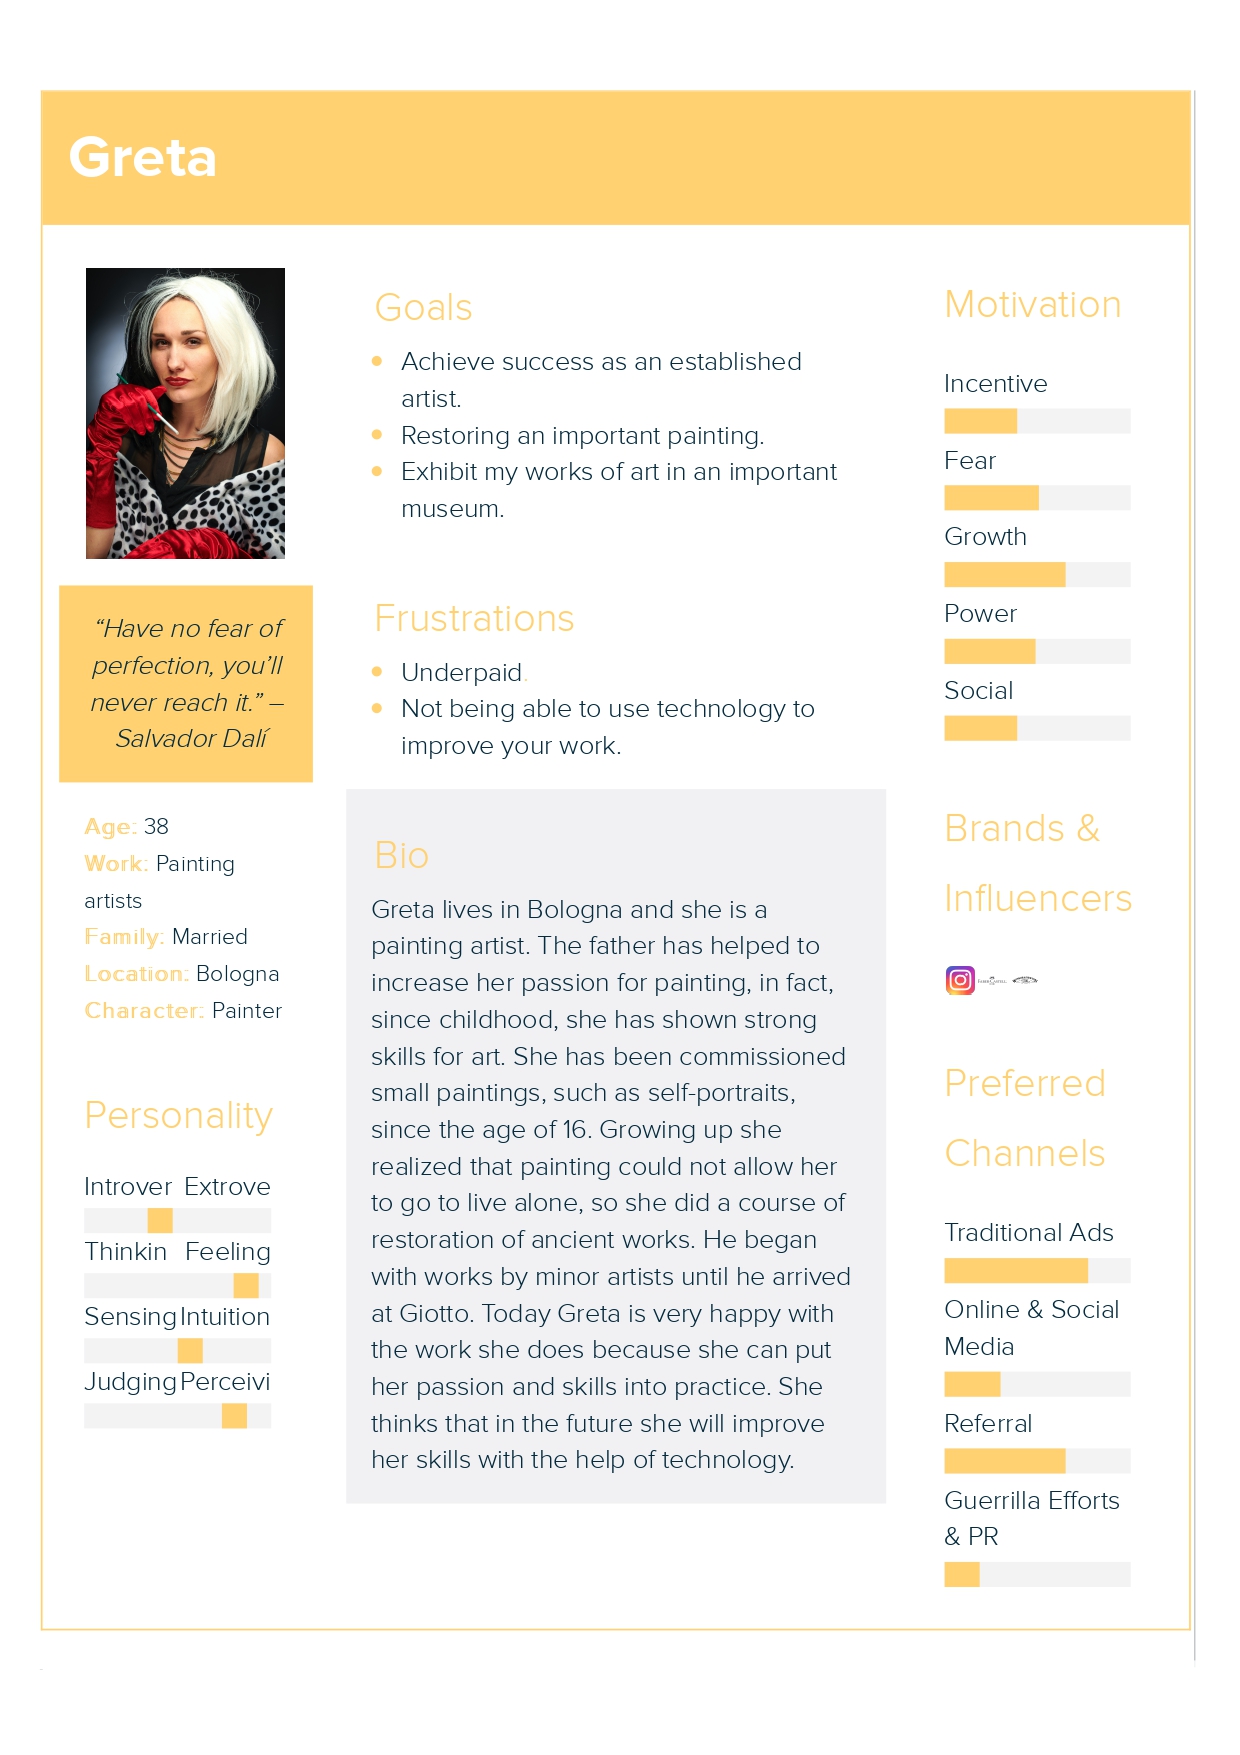 Greta
“Have no fear of
perfection, you’ll
never reach it.” –
Salvador Dalí
Age: 38
Work: Painting
artists
Family: Married
Location: Bologna
Character: Painter
Personality
Introver Extrove
Thinkin Feeling
Sensing Intuition
Judging Perceivi
Goals
Achieve success as an established
artist.
Restoring an important painting.
Exhibit my works of art in an important
museum.
Frustrations
Underpaid.
Not being able to use technology to
improve your work.
Bio
Greta lives in Bologna and she is a
painting artist. The father has helped to
increase her passion for painting, in fact,
since childhood, she has shown strong
skills for art. She has been commissioned
small paintings, such as self-portraits,
since the age of 16. Growing up she
realized that painting could not allow her
to go to live alone, so she did a course of
restoration of ancient works. He began
with works by minor artists until he arrived
at Giotto. Today Greta is very happy with
the work she does because she can put
her passion and skills into practice. She
thinks that in the future she will improve
her skills with the help of technology.
Motivation
Incentive
Fear
Growth
Power
Social
Brands &
Influencers
Preferred
Channels
Traditional Ads
Online & Social
Media
Referral
Guerrilla Efforts
& PR